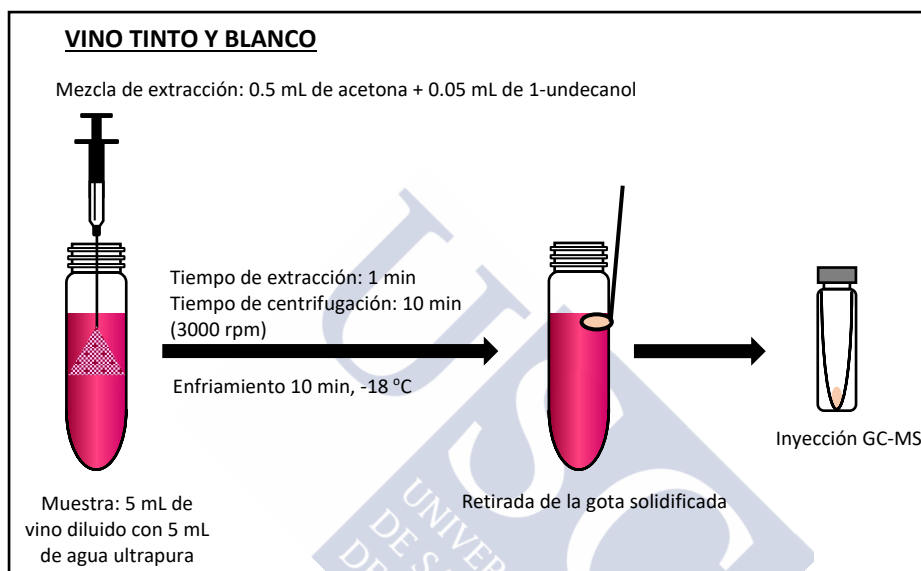 VINO TINTO Y BLANCO
Mezcla de extracción: 0.5 mL de acetona + 0.05 mL de 1-undecanol
Tiempo de extracción: 1 min
Tiempo de centrifugación: 10 min
(3000 rpm)
Enfriamiento 10 min, -18 ºC
Inyección GC-MS
Muestra: 5 mL de
vino diluido con 5 mL
de agua ultrapura
Retirada de la gota solidificada
USC